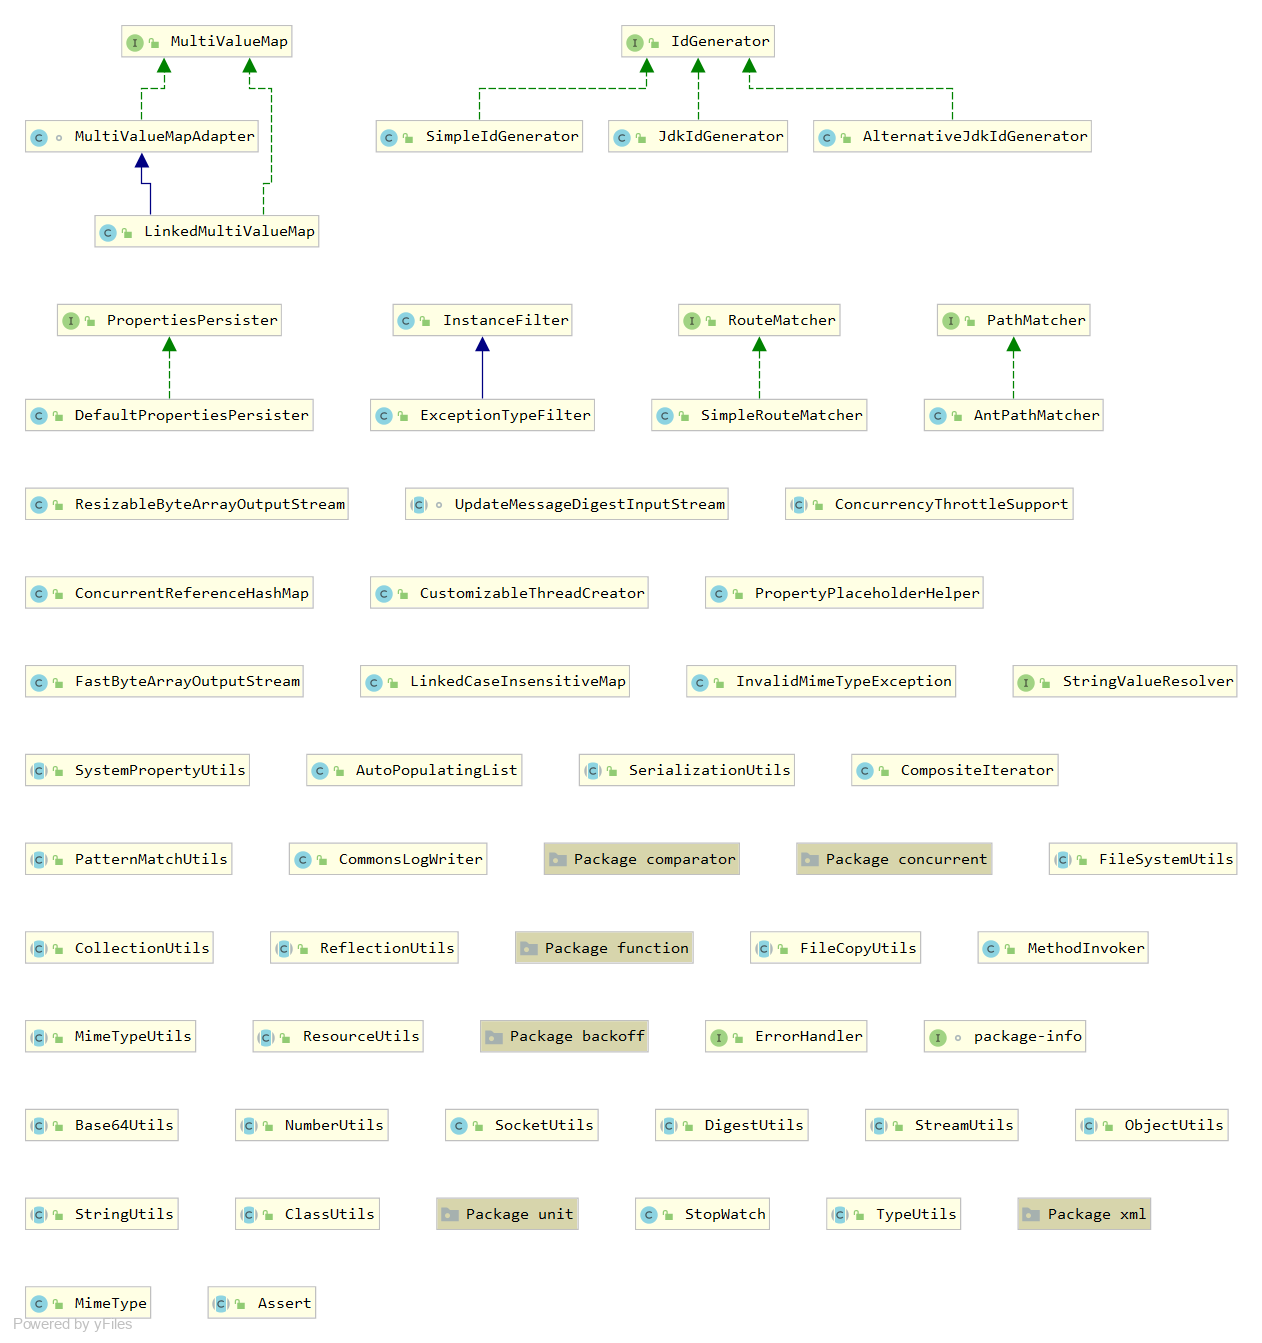 MultiValueMap
IdGenerator
MultiValueMapAdapter
SimpleIdGenerator
JdkIdGenerator
AlternativeJdkIdGenerator
LinkedMultiValueMap
PropertiesPersister
InstanceFilter
RouteMatcher
PathMatcher
DefaultPropertiesPersister
ExceptionTypeFilter
SimpleRouteMatcher
AntPathMatcher
ResizableByteArrayOutputStream
UpdateMessageDigestInputStream
ConcurrencyThrottleSupport
ConcurrentReferenceHashMap
CustomizableThreadCreator
PropertyPlaceholderHelper
FastByteArrayOutputStream
LinkedCaseInsensitiveMap
InvalidMimeTypeException
StringValueResolver
SystemPropertyUtils
AutoPopulatingList
SerializationUtils
CompositeIterator
PatternMatchUtils
CommonsLogWriter
Package comparator
Package concurrent
FileSystemUtils
CollectionUtils
ReflectionUtils
Package function
FileCopyUtils
MethodInvoker
MimeTypeUtils
ResourceUtils
Package backoff
ErrorHandler
package-info
Base64Utils
NumberUtils
SocketUtils
DigestUtils
StreamUtils
ObjectUtils
StringUtils
ClassUtils
Package unit
StopWatch
TypeUtils
Package xml
MimeType
Assert
Powered by yFiles